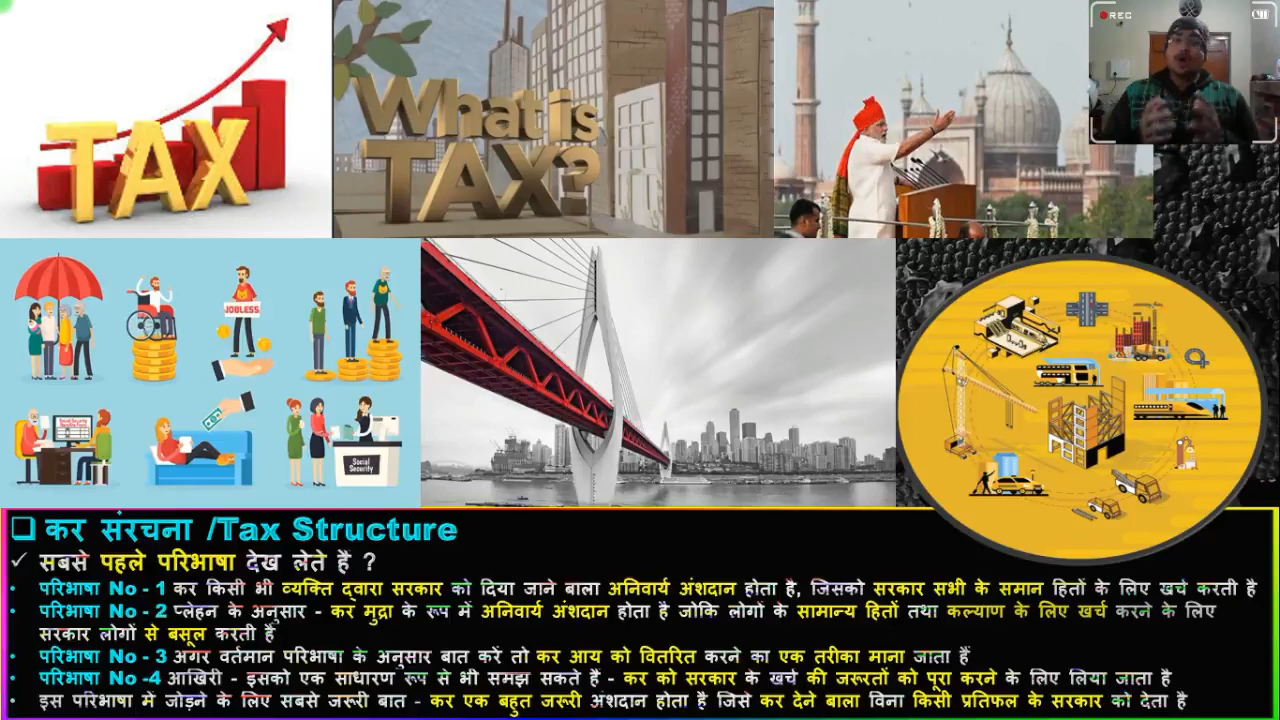 TAX
What is
TAX?
REC
JOBLESS
Social
Security
❑ कर संरचना /Tax Structure
✓ सबसे पहले परिभाषा देख लेते हैं ?
• परिभाषा No - 1 कर किसी भी व्यक्ति द्वारा सरकार को दिया जाने बाला अनिवार्य अंशदान होता है, जिसको सरकार सभी के समान हितों के लिए खर्च करती है
• परिभाषा No - 2 प्लेहन के अनुसार - कर मुद्रा के रूप में अनिवार्य अंशदान होता है जोकि लोगों के सामान्य हितों तथा कल्याण के लिए खर्च करने के लिए
सरकार लोगों से बसूल करती हैं
• परिभाषा No - 3 अगर वर्तमान परिभाषा के अनुसार बात करें तो कर आय को वितरित करने का एक तरीका माना जाता हैं
• परिभाषा No -4 आखिरी - इसको एक साधारण रूप से भी समझ सकते हैं - कर को सरकार के खर्च की जरूरतों को पूरा करने के लिए लिया जाता है
• इस परिभाषा में जोड़ने के लिए सबसे जरूरी बात - कर एक बहुत जरूरी अंशदान होता हैं जिसे कर देने बाला विना किसी प्रतिफल के सरकार को देता है